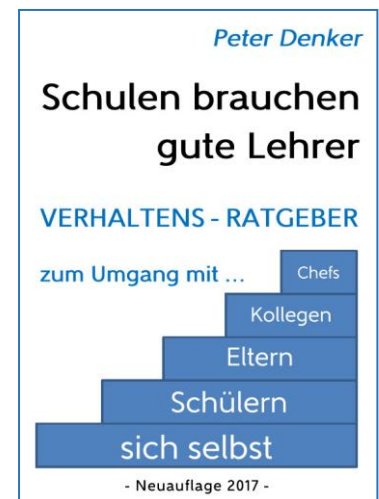 Peter Denker
Schulen brauchen
gute Lehrer
VERHALTENS - RATGEBER
zum Umgang mit ...
Chefs
Kollegen
Eltern
Schülern
sich selbst
- Neuauflage 2017 -